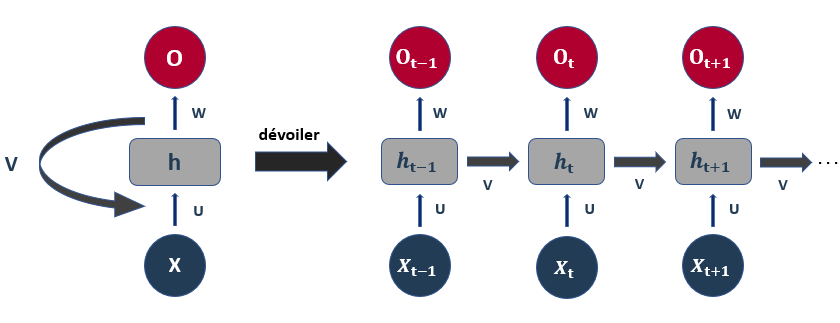 O O_{t−1} O_t O_{t+1}
W W W W
dévoiler
V h h_{t−1} h_t h_{t+1} ...
V V V
U U U U
X X_{t−1} X_t X_{t+1}